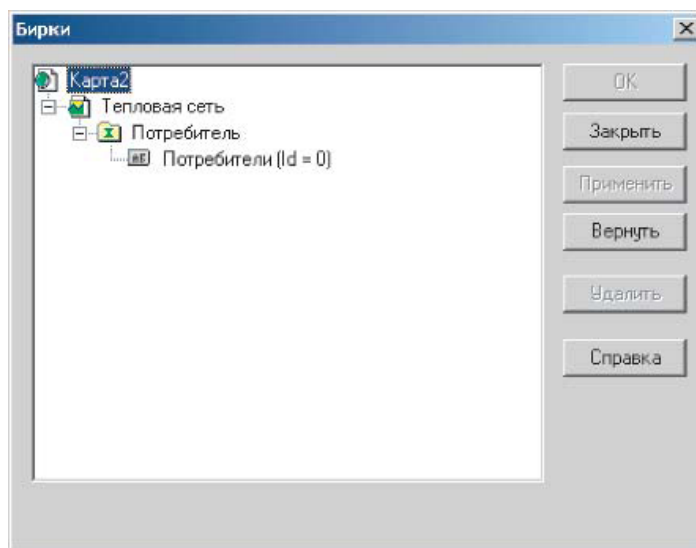 Бирки
Карта2
Тепловая сеть
Потребитель
Потребители (Id = 0)
OK
Закрыть
Применить
Вернуть
Удалить
Справка